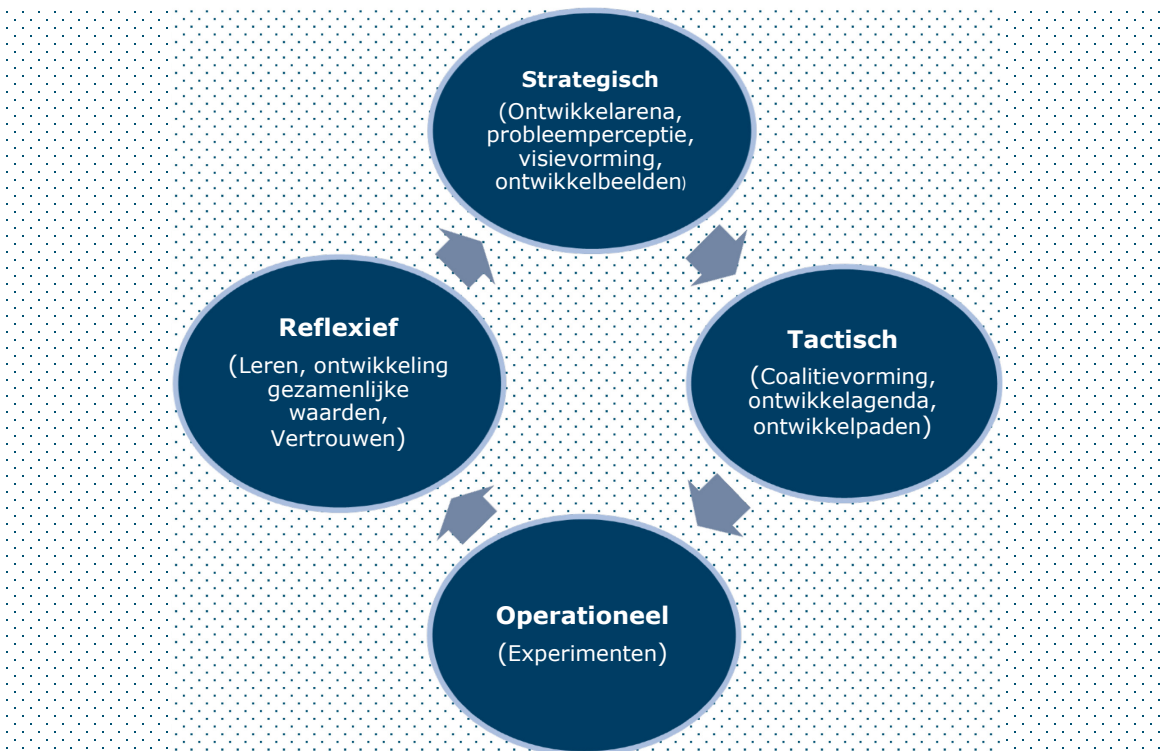 Strategisch
(Ontwikkelarena,
probleemperceptie,
visievorming,
ontwikkelbeelden)
Reflexief
(Leren, ontwikkeling
gezamenlijke
waarden,
Vertrouwen)
Tactisch
(Coalitievorming,
ontwikkelagenda,
ontwikkelpaden)
Operationeel
(Experimenten)